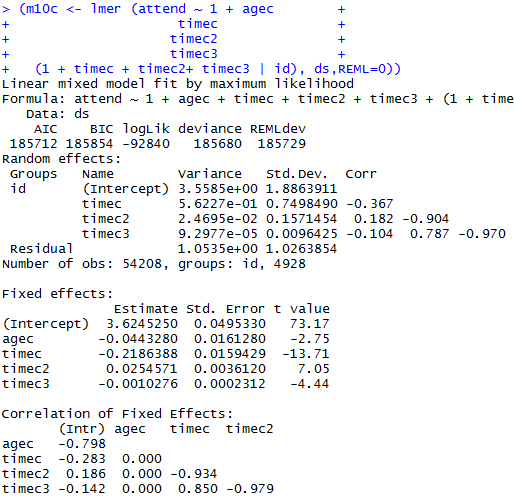 > (m10c <- lmer (attend ~ 1 + agec        +
+                     timec               +
+                    timec2               +
+                    timec3               +
+   (1 + timec + timec2+ timec3 | id), ds,REML=0))
Linear mixed model fit by maximum likelihood
Formula: attend ~ 1 + agec + timec + timec2 + timec3 + (1 + time
   Data: ds
    AIC    BIC logLik deviance REMLdev
 185712 185854 -92840   185680  185729
Random effects:
 Groups   Name        Variance   Std.Dev.  Corr
 id       (Intercept) 3.5585e+00 1.8863911
          timec       5.6227e-01 0.7498490 -0.367
          timec2      2.4695e-02 0.1571454  0.182 -0.904
          timec3      9.2977e-05 0.0096425 -0.104  0.787 -0.970
 Residual             1.0535e+00 1.0263854
Number of obs: 54208, groups: id, 4928

Fixed effects:
              Estimate Std. Error t value
(Intercept)  3.6245250  0.0495330   73.17
agec        -0.0443280  0.0161280   -2.75
timec       -0.2186388  0.0159429  -13.71
timec2       0.0254571  0.0036120    7.05
timec3      -0.0010276  0.0002312   -4.44

Correlation of Fixed Effects:
       (Intr) agec   timec  timec2
agec   -0.798
timec  -0.283  0.000
timec2  0.186  0.000 -0.934
timec3 -0.142  0.000  0.850 -0.979